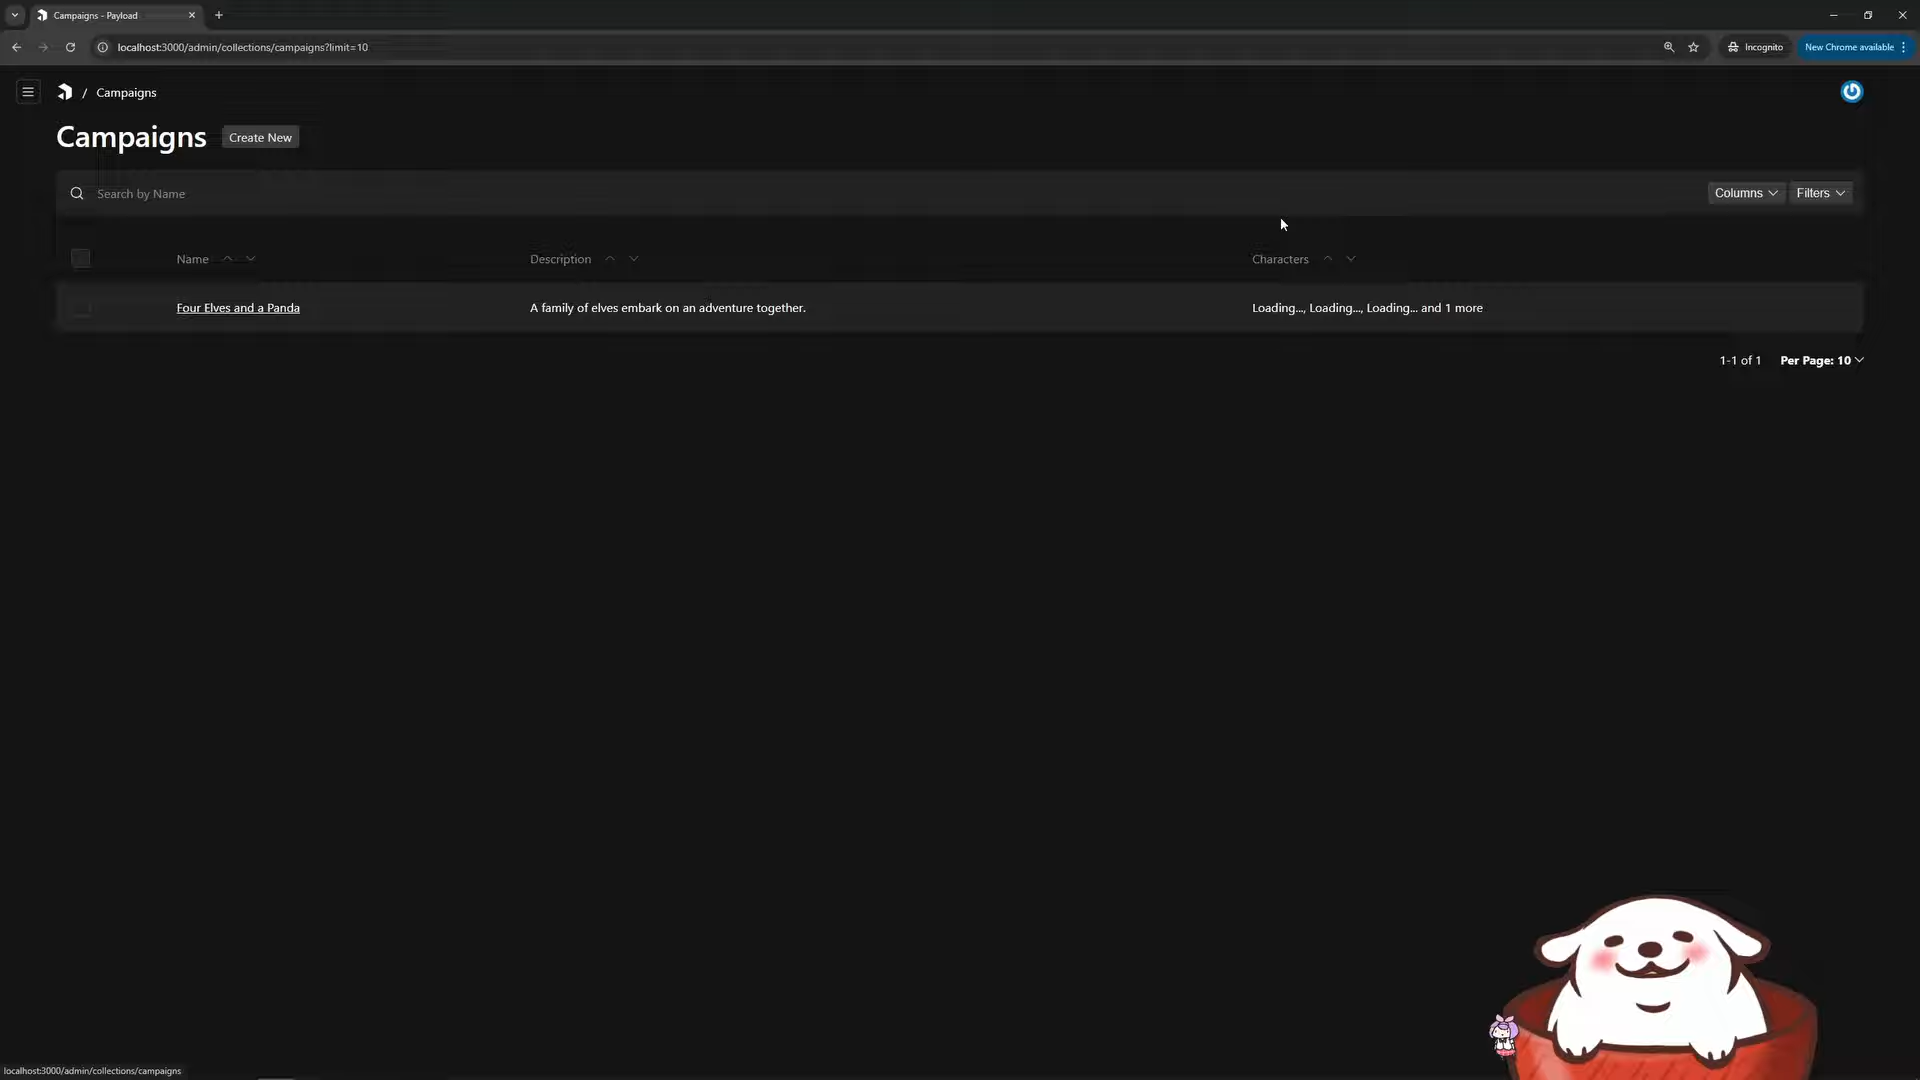 Campaigns - Payload
localhost:3000/admin/collections/campaigns?limit=10
Incognito
New Chrome available
/ Campaigns
Campaigns
Create New
Search by Name
Columns
Filters
Name
Description
Characters
Four Elves and a Panda
A family of elves embark on an adventure together.
Loading..., Loading..., Loading... and 1 more
1-1 of 1
Per Page: 10
localhost:3000/admin/collections/campaigns